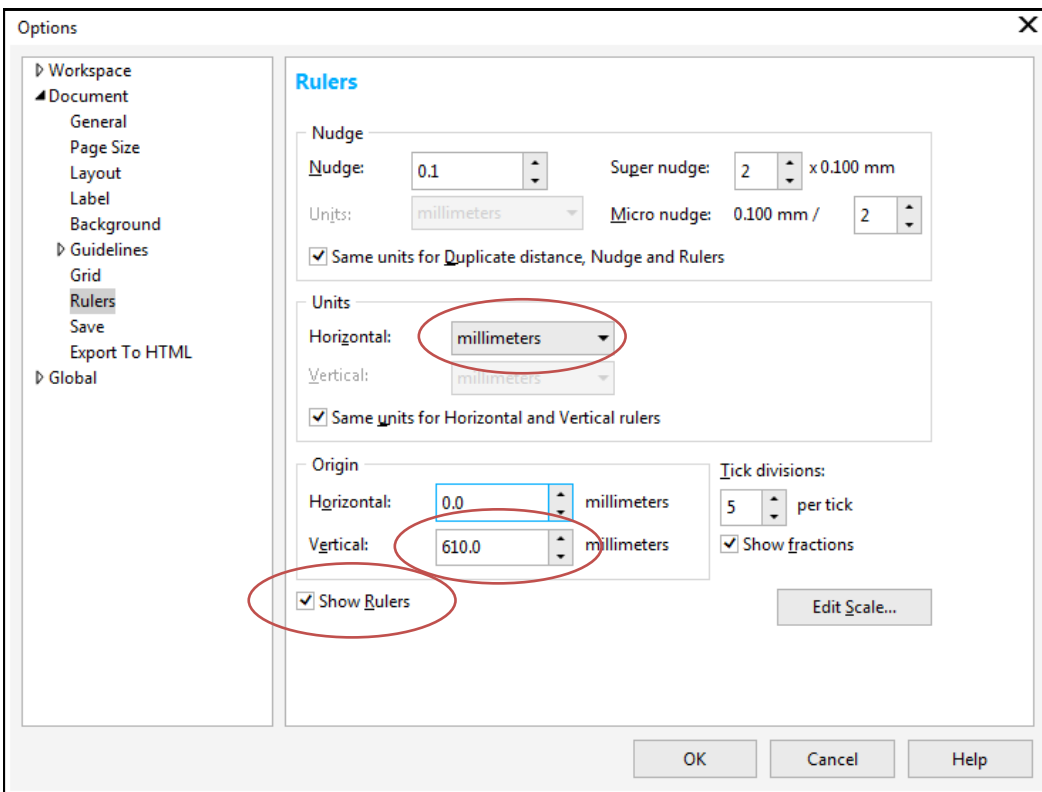 Options
Workspace
Document
General
Page Size
Layout
Label
Background
Guidelines
Grid
Rulers
Save
Export To HTML
Global
Rulers
Nudge
Nudge: 0.1 Super nudge: 2 x 0.100 mm
Units: millimeters Micro nudge: 0.100 mm / 2
Same units for Duplicate distance, Nudge and Rulers
Units
Horizontal: millimeters
Vertical: millimeters
Same units for Horizontal and Vertical rulers
Origin
Horizontal: 0.0 millimeters
Vertical: 610.0 millimeters
Tick divisions:
5 per tick
Show fractions
Show Rulers
Edit Scale...
OK Cancel Help